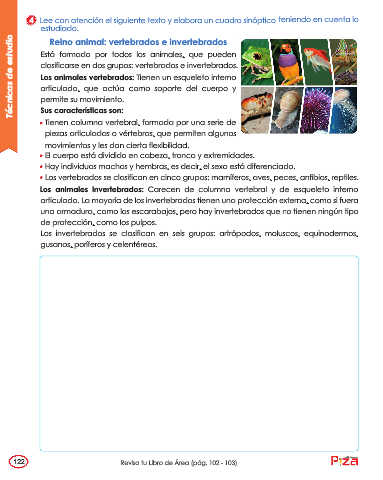 Técnicas de estudio
4 Lee con atención el siguiente texto y elabora un cuadro sinóptico teniendo en cuenta lo
estudiado.
Reino animal: vertebrados e invertebrados
Está formado por todos los animales, que pueden
clasificarse en dos grupos: vertebrados e invertebrados.
Los animales vertebrados: Tienen un esqueleto interno
articulado, que actúa como soporte del cuerpo y
permite su movimiento.
Sus características son:
• Tienen columna vertebral, formada por una serie de
piezas articuladas o vértebras, que permiten algunos
movimientos y les dan cierta flexibilidad.
• El cuerpo está dividido en cabeza, tronco y extremidades.
• Hay individuos machos y hembras, es decir, el sexo está diferenciado.
• Los vertebrados se clasifican en cinco grupos: mamíferos, aves, peces, anfibios, reptiles.
Los animales invertebrados: Carecen de columna vertebral y de esqueleto interno
articulado. La mayoría de los invertebrados tienen una protección externa, como si fuera
una armadura, como los escarabajos, pero hay invertebrados que no tienen ningún tipo
de protección, como los pulpos.
Los invertebrados se clasifican en seis grupos: artrópodos, moluscos, equinodermos,
gusanos, poríferos y celentéreos.
122
Revisa tu Libro de Área (pág. 102 - 103)